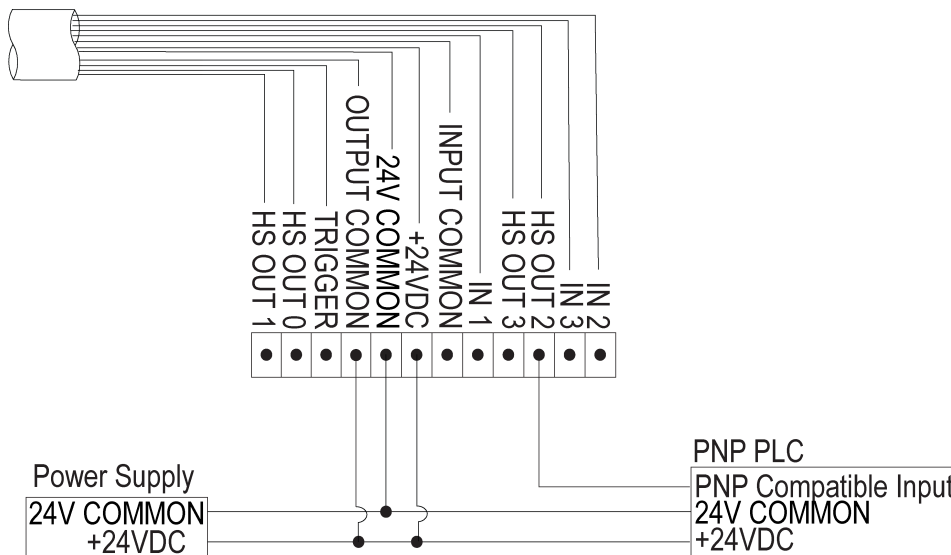 HS OUT 1
HS OUT 0
TRIGGER
OUTPUT COMMON
24V COMMON
+24VDC
INPUT COMMON
IN 1
HS OUT 3
HS OUT 2
IN 3
IN 2
Power Supply
24V COMMON
+24VDC
PNP PLC
PNP Compatible Input
24V COMMON
+24VDC